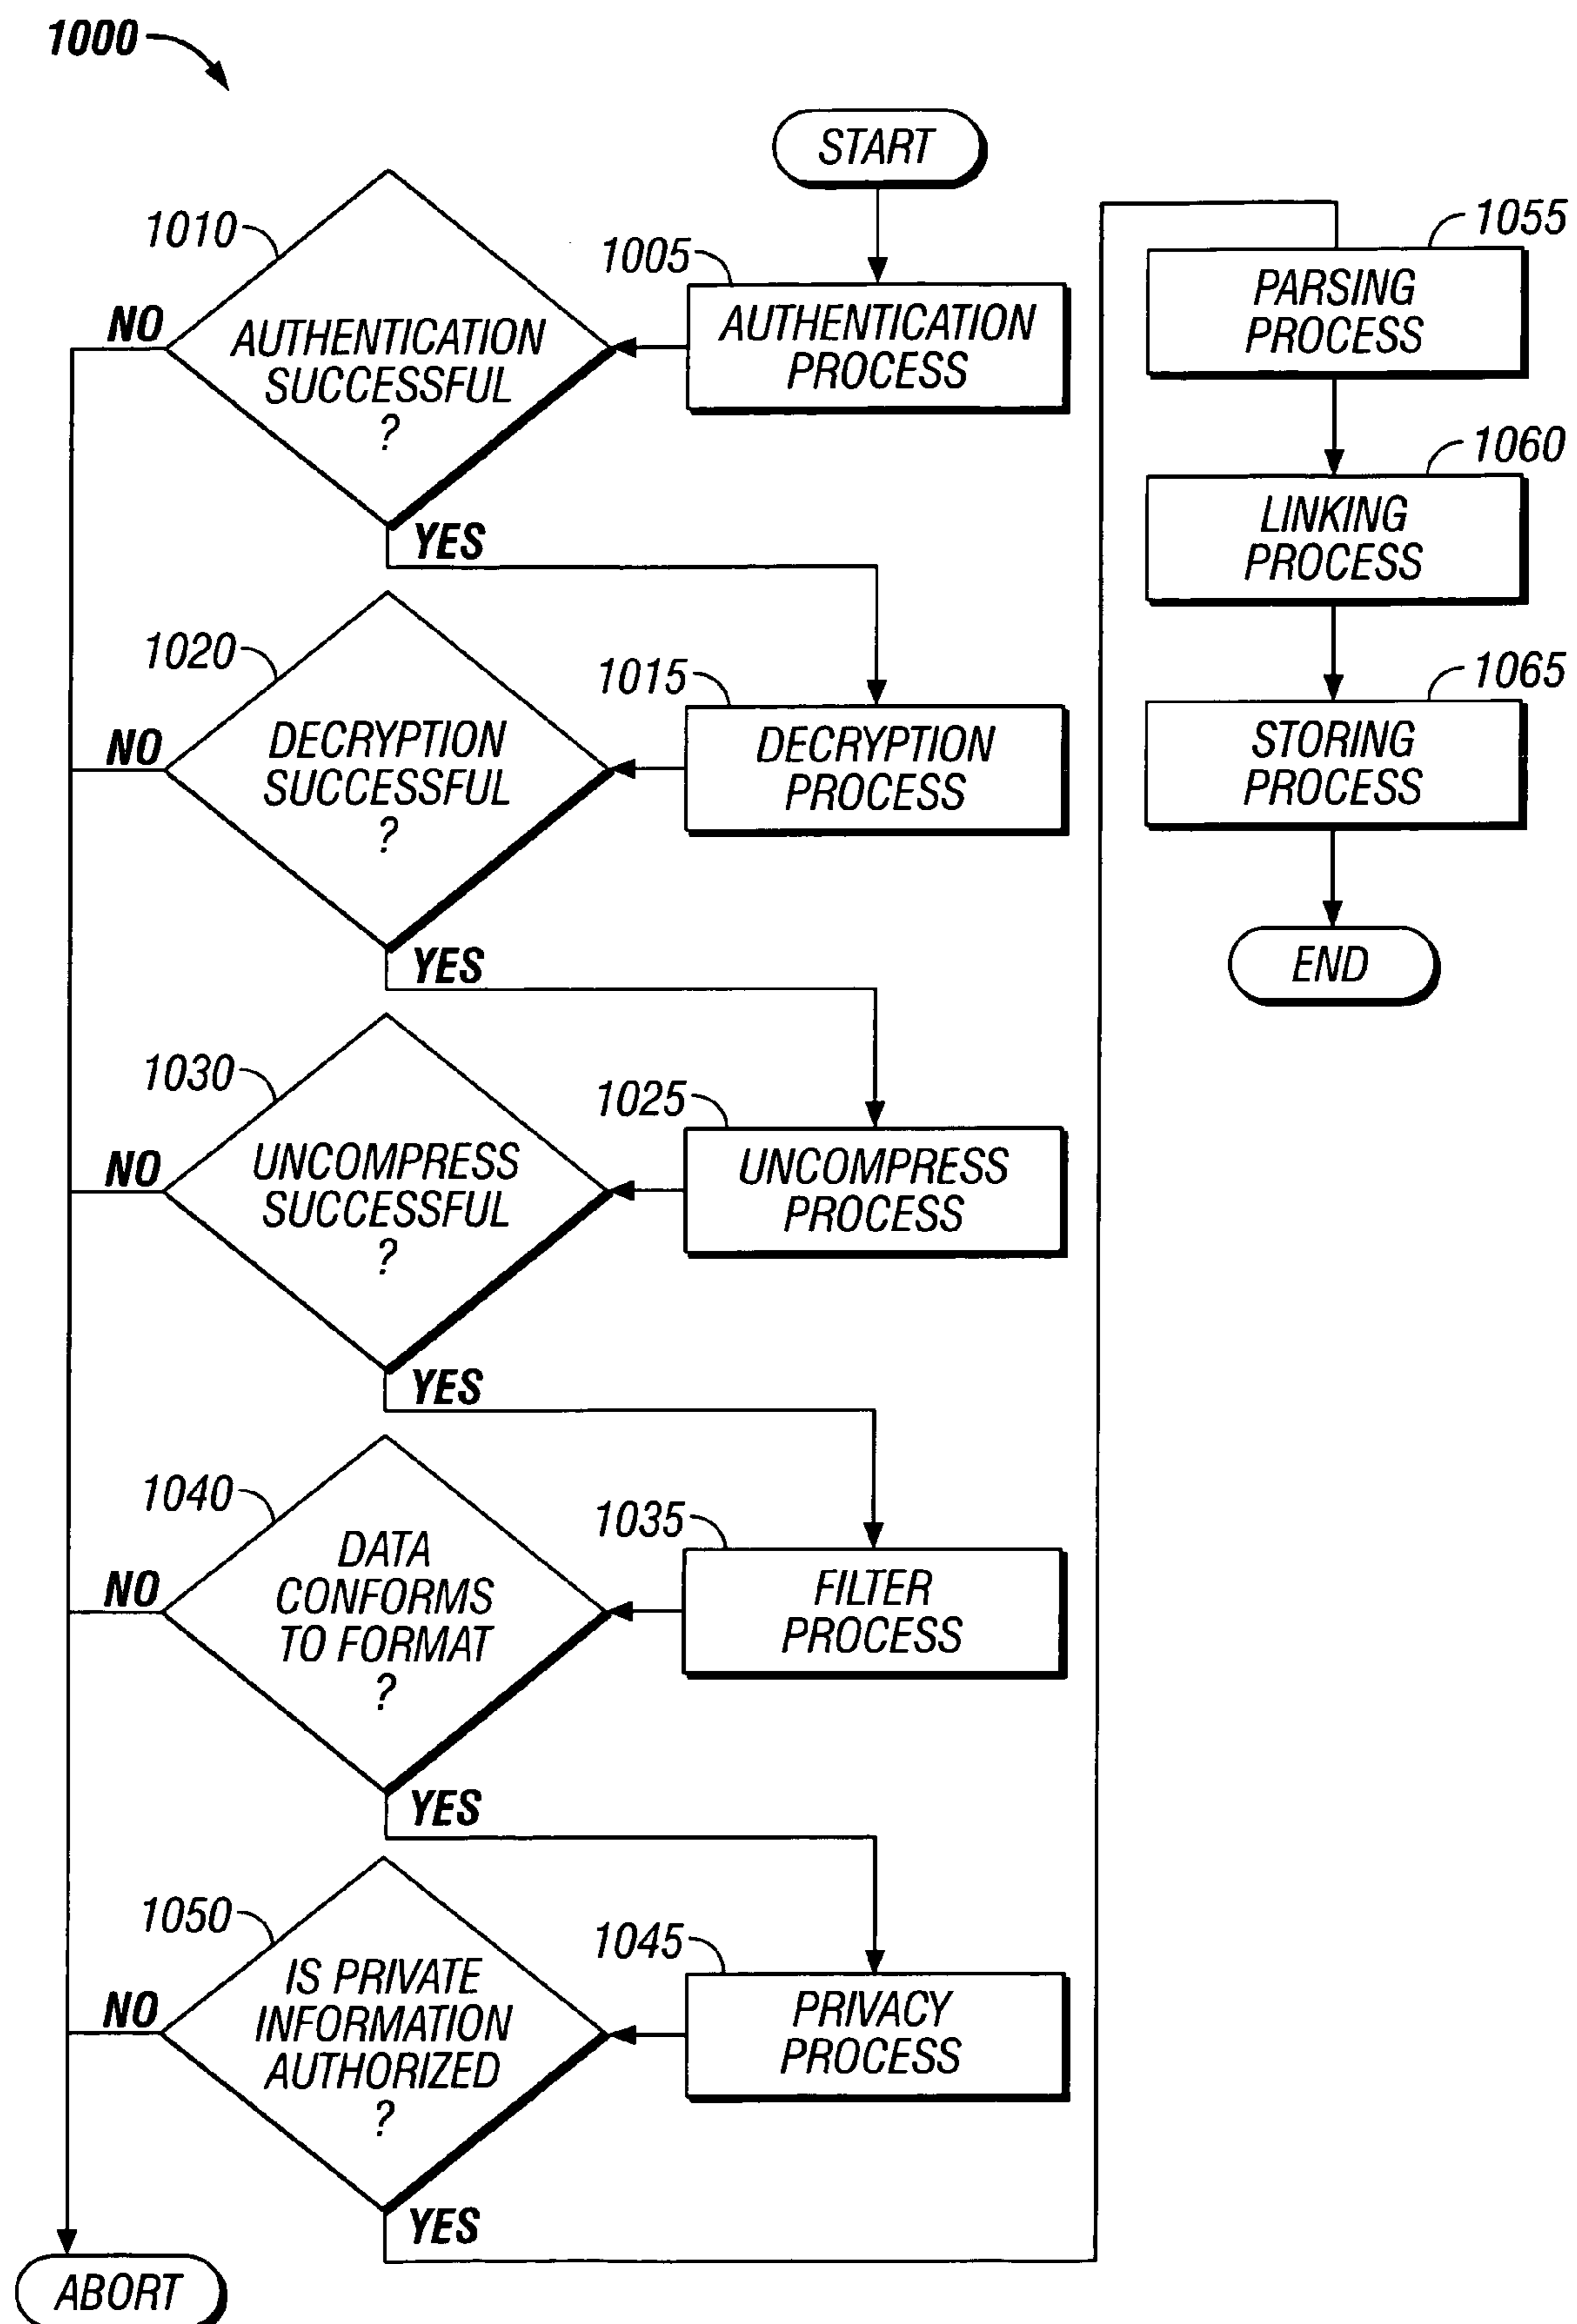 1000
START
1010
1005
AUTHENTICATION
PROCESS
NO
AUTHENTICATION
SUCCESSFUL
?
YES
1020
1015
DECRYPTION
PROCESS
NO
DECRYPTION
SUCCESSFUL
?
YES
1030
1025
UNCOMPRESS
PROCESS
NO
UNCOMPRESS
SUCCESSFUL
?
YES
1040
1035
FILTER
PROCESS
NO
DATA
CONFORMS
TO FORMAT
?
YES
1050
1045
PRIVACY
PROCESS
NO
IS PRIVATE
INFORMATION
AUTHORIZED
?
YES
ABORT
1055
PARSING
PROCESS
1060
LINKING
PROCESS
1065
STORING
PROCESS
END